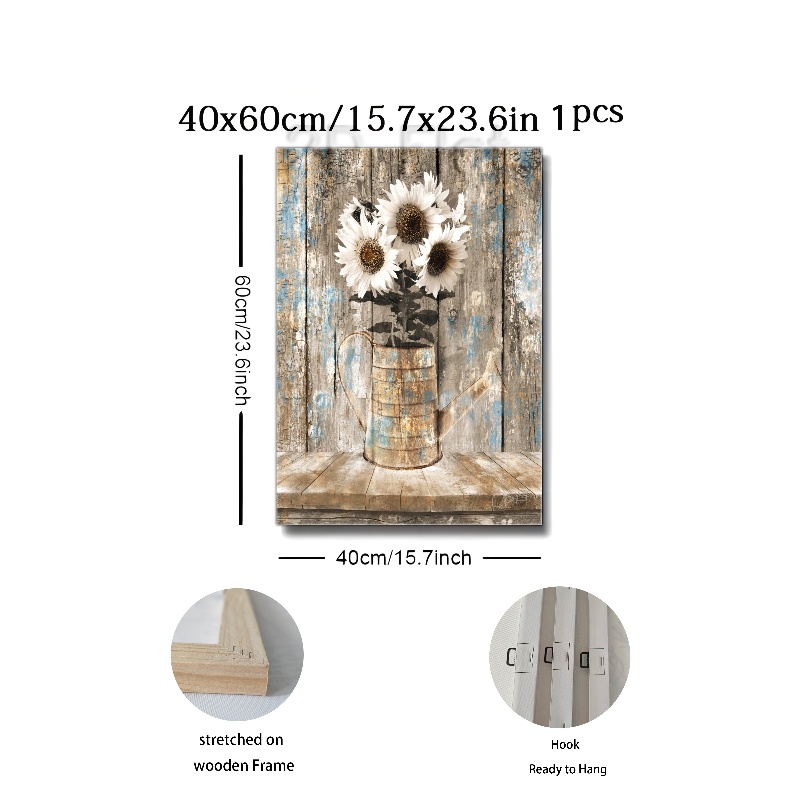 40x60cm/15.7x23.6in 1pcs
60cm/23.6inch
40cm/15.7inch
stretched on
wooden Frame
Hook
Ready to Hang